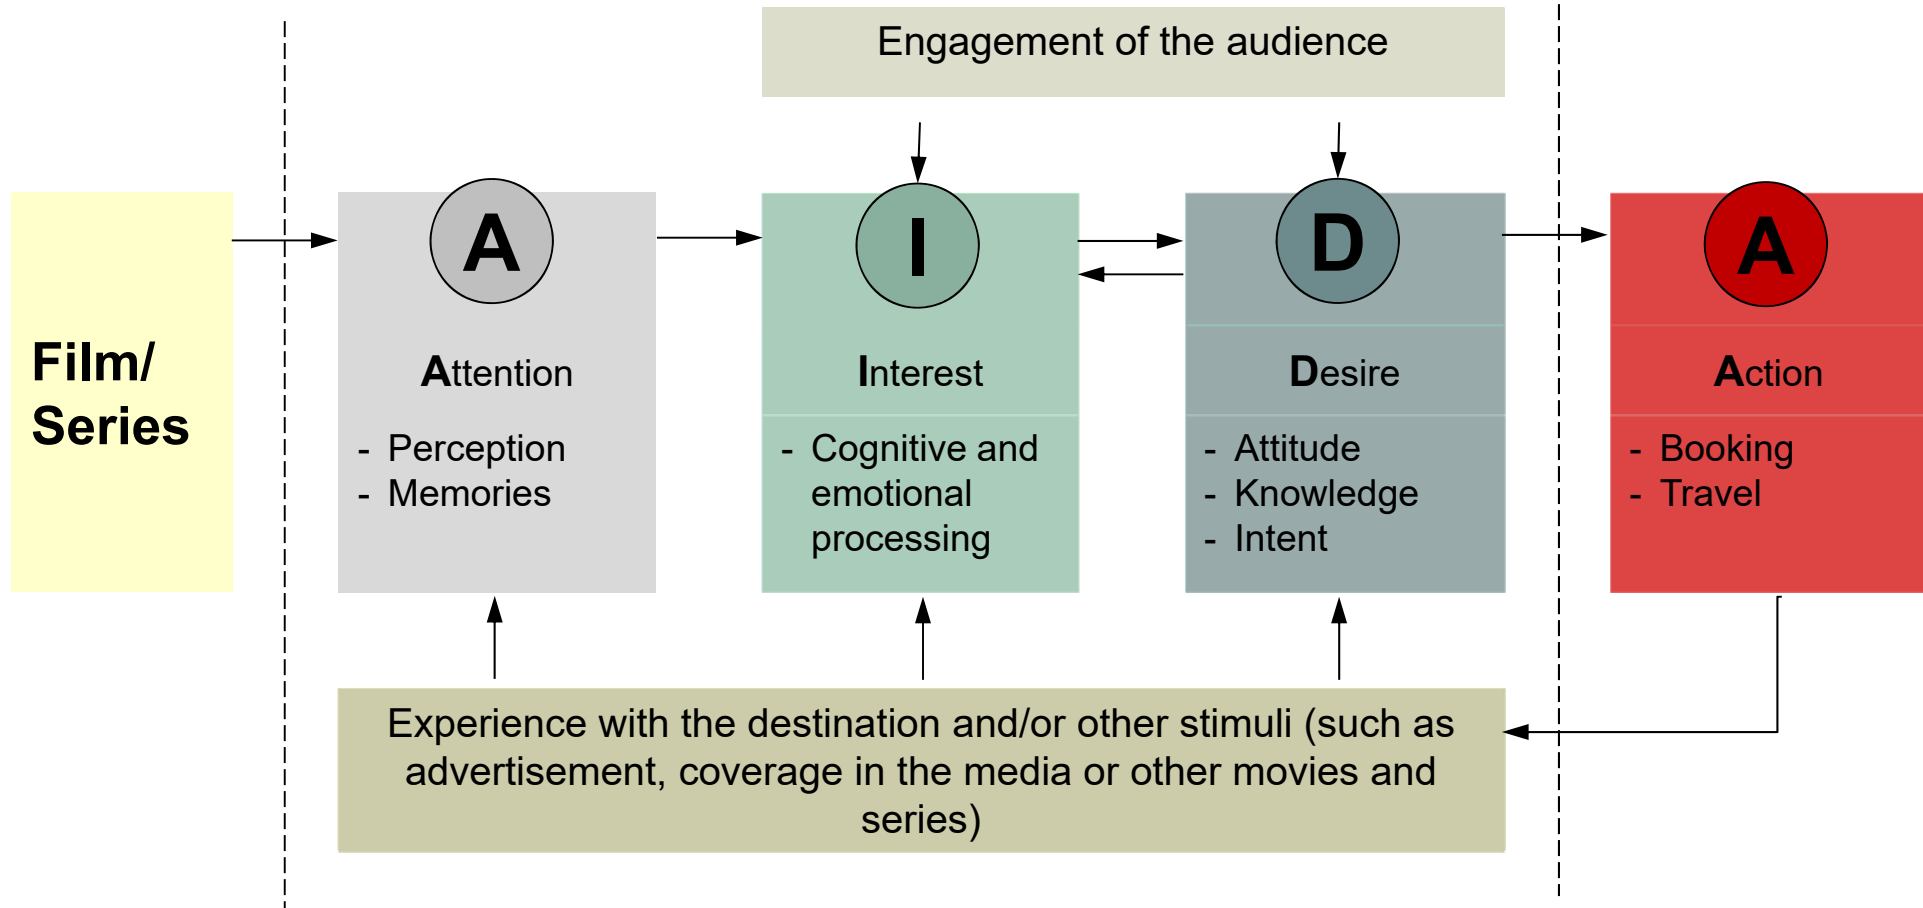 Engagement of the audience
Film/
Series
A
Attention
- Perception
- Memories
I
Interest
- Cognitive and
emotional
processing
D
Desire
- Attitude
- Knowledge
- Intent
A
Action
- Booking
- Travel
Experience with the destination and/or other stimuli (such as
advertisement, coverage in the media or other movies and
series)